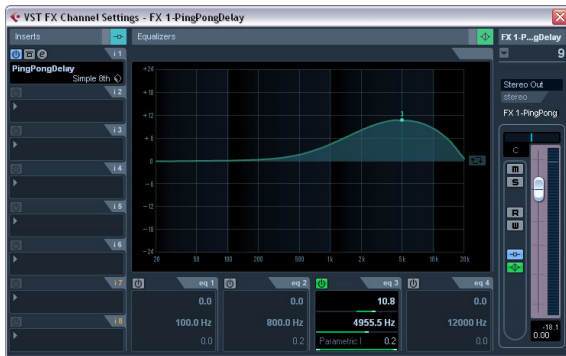 VST FX Channel Settings - FX 1-PingPongDelay
Inserts
Equalizers
FX 1-P...gDelay
i 1
9
PingPongDelay
Simple 8th
i 2
i 3
i 4
i 5
i 6
i 7
i 8
+24
+18
+12
+6
0
-6
-12
-18
-24
3
20
50
100
200
500
1k
2k
5k
10k
20k
Stereo Out
stereo
FX 1-PingPong
C
m
S
R
W
-18.1
0.00
eq 1
eq 2
eq 3
eq 4
0.0
0.0
10.8
0.0
100.0 Hz
800.0 Hz
4955.5 Hz
12000 Hz
0.0
0.2
Parametric I
0.2
0.0